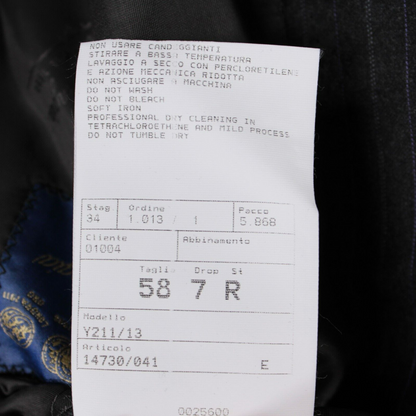 NON USARE CANDEGGIANTI
STIRARE A BASSA TEMPERATURA
LAVAGGIO A SECCO CON PERCLORETILENE
E AZIONE MECCANICA RIDOTTA
NON ASCIUGARE A MACCHINA
DO NOT WASH
DO NOT BLEACH
SOFT IRON
PROFESSIONAL DRY CLEANING IN
TETRACHLOROETHENE AND MILD PROCESS
DO NOT TUMBLE DRY
Stag Ordine Pacco
34 1.013 / 1 5.868
Cliente Abbinamento
01004
Taglia Drop St
58 7 R
Modello
Y211/13
Articolo
14730/041 E
0025600